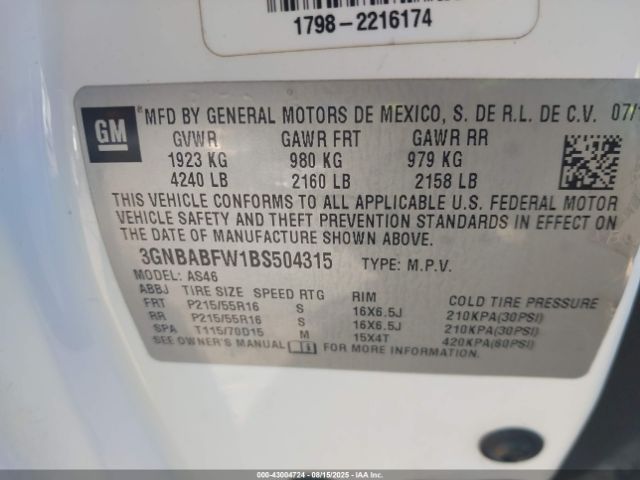 1798-2216174
GM
MFD BY GENERAL MOTORS DE MEXICO, S. DE R.L. DE C.V. 07/1
GVWR GAWR FRT GAWR RR
1923 KG 980 KG 979 KG
4240 LB 2160 LB 2158 LB
THIS VEHICLE CONFORMS TO ALL APPLICABLE U.S. FEDERAL MOTOR
VEHICLE SAFETY AND THEFT PREVENTION STANDARDS IN EFFECT ON
THE DATE OF MANUFACTURE SHOWN ABOVE.
3GNBABFW1BS504315 TYPE: M.P.V.
MODEL: AS46
ABBJ TIRE SIZE SPEED RTG RIM COLD TIRE PRESSURE
FRT P215/55R16 S 16X6.5J 210KPA(30PSI)
RR P215/55R16 S 16X6.5J 210KPA(30PSI)
SPA T115/70D15 M 15X4T 420KPA(60PSI)
SEE OWNER'S MANUAL FOR MORE INFORMATION.
000-43004724 — 08/15/2025 — IAAI.COM